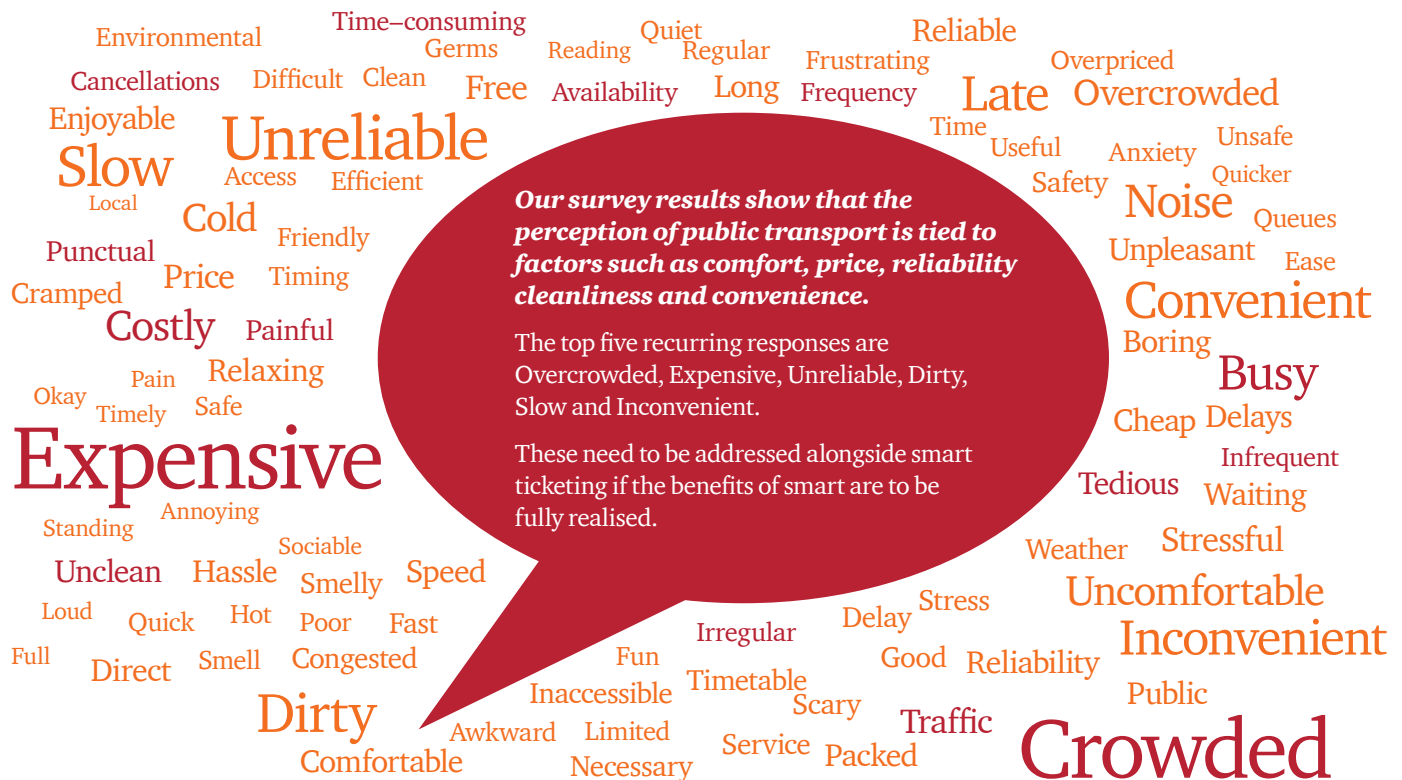 Time–consuming
Quiet
Reliable
Environmental
Germs
Reading
Regular
Frustrating
Overpriced
Cancellations
Difficult
Clean
Free
Availability
Long
Frequency
Late
Overcrowded
Enjoyable
Unreliable
Time
Useful
Unsafe
Slow
Access
Efficient
Anxiety
Quicker
Local
Cold
Safety
Noise
Queues
Friendly
Punctual
Unpleasant
Ease
Price
Timing
Cramped
Convenient
Costly
Painful
Boring
Relaxing
Busy
Pain
Okay
Timely
Safe
Cheap
Delays
Expensive
Infrequent
Tedious
Waiting
Our survey results show that the
perception of public transport is tied to
factors such as comfort, price, reliability
cleanliness and convenience.
The top five recurring responses are
Overcrowded, Expensive, Unreliable, Dirty,
Slow and Inconvenient.
These need to be addressed alongside smart
ticketing if the benefits of smart are to be
fully realised.
Annoying
Standing
Sociable
Weather
Stressful
Unclean
Hassle
Smelly
Speed
Uncomfortable
Loud
Quick
Hot
Poor
Fast
Delay
Stress
Irregular
Inconvenient
Full
Direct
Smell
Congested
Fun
Good
Reliability
Inaccessible
Timetable
Scary
Public
Dirty
Awkward
Limited
Traffic
Crowded
Comfortable
Necessary
Service
Packed